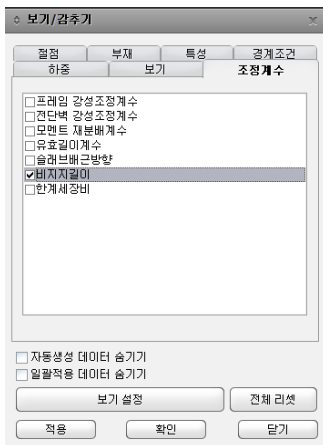 보기/감추기
절점 부재 특성 경계조건
하중 보기 조정계수
프레임 강성조정계수
전단벽 강성조정계수
모멘트 재분배계수
유효길이계수
슬래브배근방향
비지지길이
한계세장비
자동생성 데이터 숨기기
일괄적용 데이터 숨기기
보기 설정 전체 리셋
적용 확인 닫기